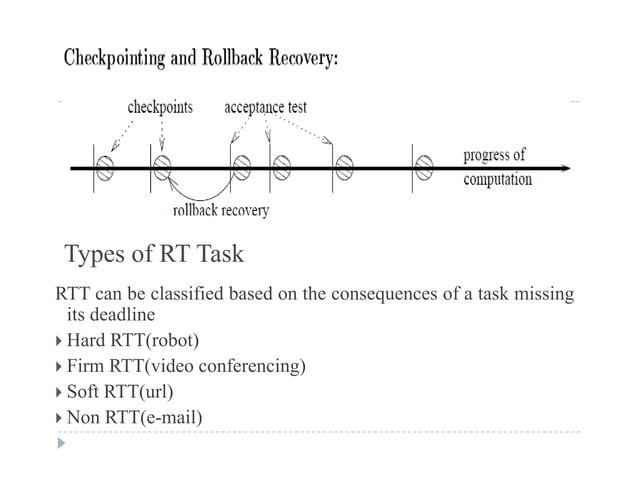 Checkpointing and Rollback Recovery:
checkpoints
acceptance test
progress of
computation
rollback recovery
Types of RT Task
RTT can be classified based on the consequences of a task missing
its deadline
Hard RTT(robot)
Firm RTT(video conferencing)
Soft RTT(url)
Non RTT(e-mail)